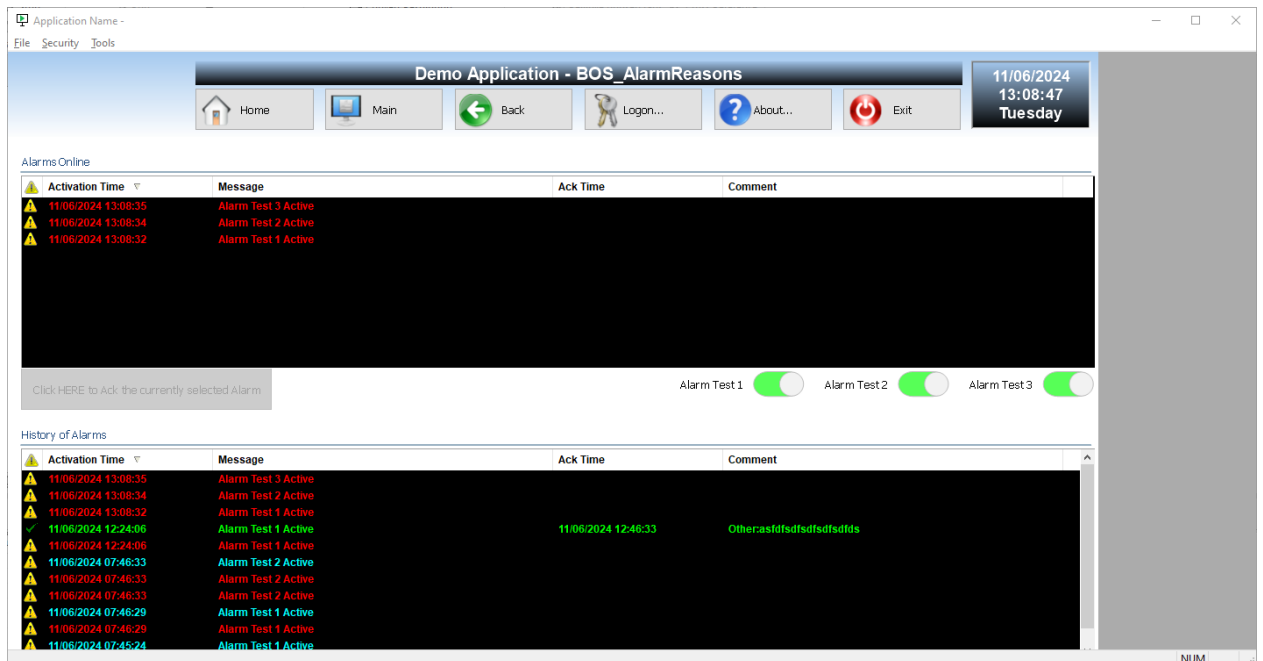 Application Name -
File Security Tools
Demo Application - BOS_AlarmReasons
11/06/2024
13:08:47
Tuesday
Home Main Back Logon... About... Exit
Alarms Online
Activation Time Message Ack Time Comment
11/06/2024 13:08:35 Alarm Test 3 Active
11/06/2024 13:08:34 Alarm Test 2 Active
11/06/2024 13:08:32 Alarm Test 1 Active
Click HERE to Ack the currently selected Alarm
Alarm Test 1 Alarm Test 2 Alarm Test 3
History of Alarms
Activation Time Message Ack Time Comment
11/06/2024 13:08:35 Alarm Test 3 Active
11/06/2024 13:08:34 Alarm Test 2 Active
11/06/2024 13:08:32 Alarm Test 1 Active
11/06/2024 12:24:06 Alarm Test 1 Active 11/06/2024 12:46:33 Other:asfdfsdfsdfsdfsdfds
11/06/2024 12:24:06 Alarm Test 1 Active
11/06/2024 07:46:33 Alarm Test 2 Active
11/06/2024 07:46:33 Alarm Test 2 Active
11/06/2024 07:46:33 Alarm Test 2 Active
11/06/2024 07:46:29 Alarm Test 1 Active
11/06/2024 07:46:29 Alarm Test 1 Active
11/06/2024 07:45:24 Alarm Test 1 Active
NUM